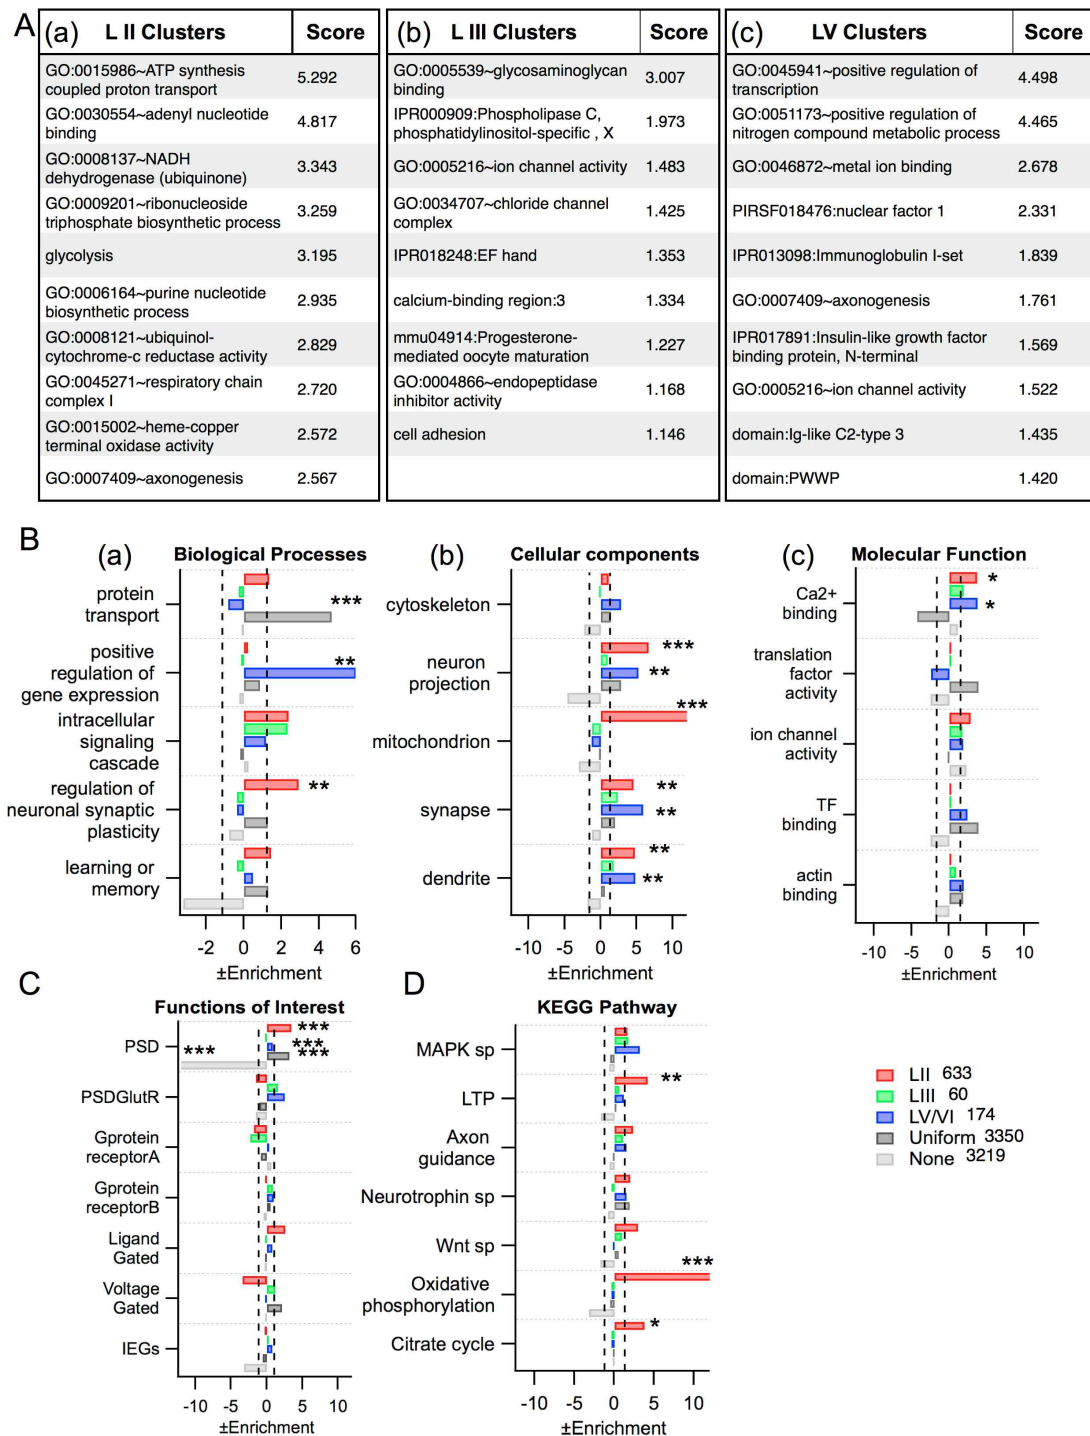 A
(a) L II Clusters Score
GO:0015986~ATP synthesis
coupled proton transport 5.292
GO:0030554~adenyl nucleotide
binding 4.817
GO:0008137~NADH
dehydrogenase (ubiquinone) 3.343
GO:0009201~ribonucleoside
triphosphate biosynthetic process 3.259
glycolysis 3.195
GO:0006164~purine nucleotide
biosynthetic process 2.935
GO:0008121~ubiquinol-
cytochrome-c reductase activity 2.829
GO:0045271~respiratory chain
complex I 2.720
GO:0015002~heme-copper
terminal oxidase activity 2.572
GO:0007409~axonogenesis 2.567
(b) L III Clusters Score
GO:0005539~glycosaminoglycan
binding 3.007
IPR000909:Phospholipase C,
phosphatidylinositol-specific , X 1.973
GO:0005216~ion channel activity 1.483
GO:0034707~chloride channel
complex 1.425
IPR018248:EF hand 1.353
calcium-binding region:3 1.334
mmu04914:Progesterone-
mediated oocyte maturation 1.227
GO:0004866~endopeptidase
inhibitor activity 1.168
cell adhesion 1.146
(c) LV Clusters Score
GO:0045941~positive regulation of
transcription 4.498
GO:0051173~positive regulation of
nitrogen compound metabolic process 4.465
GO:0046872~metal ion binding 2.678
PIRSF018476:nuclear factor 1 2.331
IPR013098:Immunoglobulin I-set 1.839
GO:0007409~axonogenesis 1.761
IPR017891:Insulin-like growth factor
binding protein, N-terminal 1.569
GO:0005216~ion channel activity 1.522
domain:Ig-like C2-type 3 1.435
domain:PWWP 1.420
B
(a) Biological Processes
protein
transport
***
positive
regulation of
gene expression
**
intracellular
signaling
cascade
regulation of
neuronal synaptic
plasticity
**
learning or
memory
-2 0 2 4 6
±Enrichment
(b) Cellular components
cytoskeleton
neuron
projection
***
**
mitochondrion
***
synapse
**
**
dendrite
**
**
-10 -5 0 5 10
±Enrichment
(c) Molecular Function
Ca2+
binding
*
*
translation
factor
activity
ion channel
activity
TF
binding
actin
binding
-10 -5 0 5 10
±Enrichment
C
Functions of Interest
PSD
***
***
***
***
PSDGlutR
Gprotein
receptorA
Gprotein
receptorB
Ligand
Gated
Voltage
Gated
IEGs
-10 -5 0 5 10
±Enrichment
D
KEGG Pathway
MAPK sp
LTP
**
Axon
guidance
Neurotrophin sp
Wnt sp
Oxidative
phosphorylation
***
Citrate cycle
*
-10 -5 0 5 10
±Enrichment
LII 633
LIII 60
LV/VI 174
Uniform 3350
None 3219